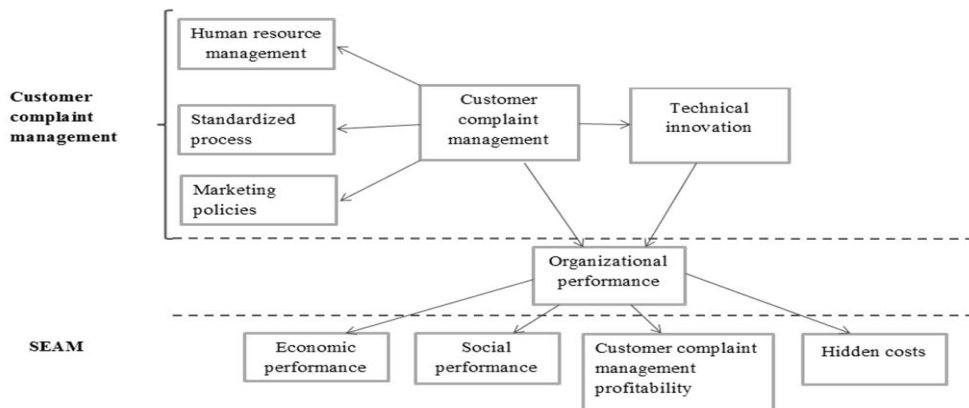 Human resource
management
Customer
complaint
management
Standardized
process
Marketing
policies
Customer
complaint
management
Technical
innovation
Organizational
performance
SEAM
Economic
performance
Social
performance
Customer complaint
management
profitability
Hidden costs